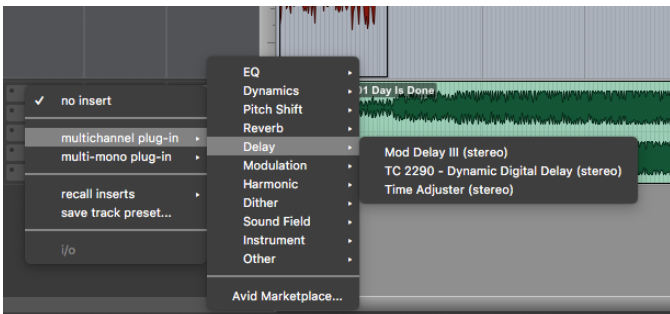 no insert
multichannel plug-in
multi-mono plug-in
recall inserts
save track preset...
i/o
EQ
Dynamics
Pitch Shift
Reverb
Delay
Modulation
Harmonic
Dither
Sound Field
Instrument
Other
Avid Marketplace...
01 Day Is Done
Mod Delay III (stereo)
TC 2290 - Dynamic Digital Delay (stereo)
Time Adjuster (stereo)